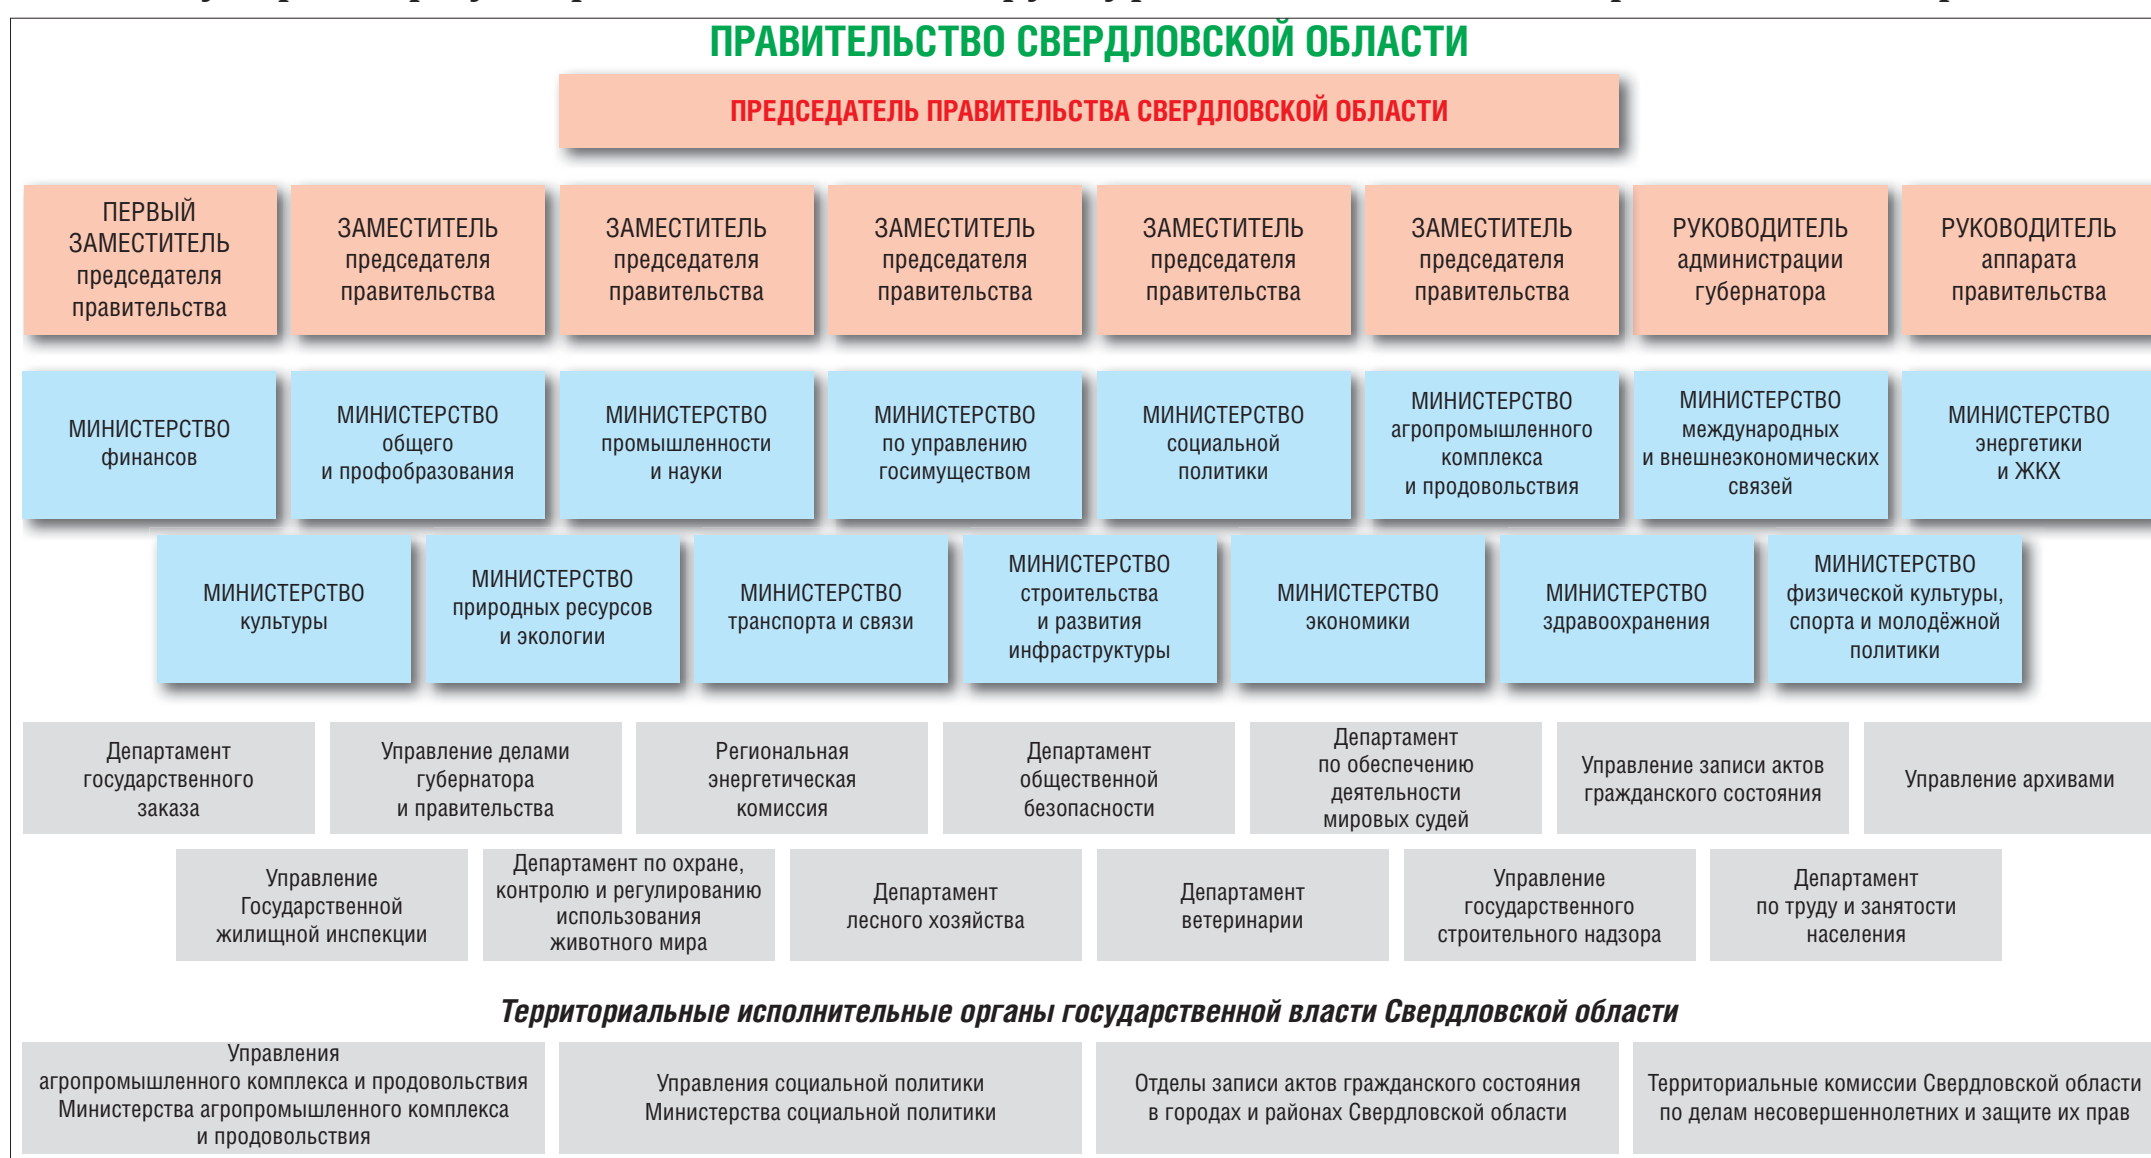 ПРАВИТЕЛЬСТВО СВЕРДЛОВСКОЙ ОБЛАСТИ
ПРЕДСЕДАТЕЛЬ ПРАВИТЕЛЬСТВА СВЕРДЛОВСКОЙ ОБЛАСТИ
ПЕРВЫЙ
ЗАМЕСТИТЕЛЬ
председателя
правительства
ЗАМЕСТИТЕЛЬ
председателя
правительства
ЗАМЕСТИТЕЛЬ
председателя
правительства
ЗАМЕСТИТЕЛЬ
председателя
правительства
ЗАМЕСТИТЕЛЬ
председателя
правительства
ЗАМЕСТИТЕЛЬ
председателя
правительства
РУКОВОДИТЕЛЬ
администрации
губернатора
РУКОВОДИТЕЛЬ
аппарата
правительства
МИНИСТЕРСТВО
финансов
МИНИСТЕРСТВО
общего
и профобразования
МИНИСТЕРСТВО
промышленности
и науки
МИНИСТЕРСТВО
по управлению
госимуществом
МИНИСТЕРСТВО
социальной
политики
МИНИСТЕРСТВО
агропромышленного
комплекса
и продовольствия
МИНИСТЕРСТВО
международных
и внешнеэкономических
связей
МИНИСТЕРСТВО
энергетики
и ЖКХ
МИНИСТЕРСТВО
культуры
МИНИСТЕРСТВО
природных ресурсов
и экологии
МИНИСТЕРСТВО
транспорта и связи
МИНИСТЕРСТВО
строительства
и развития
инфраструктуры
МИНИСТЕРСТВО
экономики
МИНИСТЕРСТВО
здравоохранения
МИНИСТЕРСТВО
физической культуры,
спорта и молодёжной
политики
Департамент
государственного
заказа
Управление делами
губернатора
и правительства
Региональная
энергетическая
комиссия
Департамент
общественной
безопасности
Департамент
по обеспечению
деятельности
мировых судей
Управление записи актов
гражданского состояния
Управление архивами
Управление
Государственной
жилищной инспекции
Департамент по охране,
контролю и регулированию
использования
животного мира
Департамент
лесного хозяйства
Департамент
ветеринарии
Управление
государственного
строительного надзора
Департамент
по труду и занятости
населения
Территориальные исполнительные органы государственной власти Свердловской области
Управления
агропромышленного комплекса и продовольствия
Министерства агропромышленного комплекса
и продовольствия
Управления социальной политики
Министерства социальной политики
Отделы записи актов гражданского состояния
в городах и районах Свердловской области
Территориальные комиссии Свердловской области
по делам несовершеннолетних и защите их прав